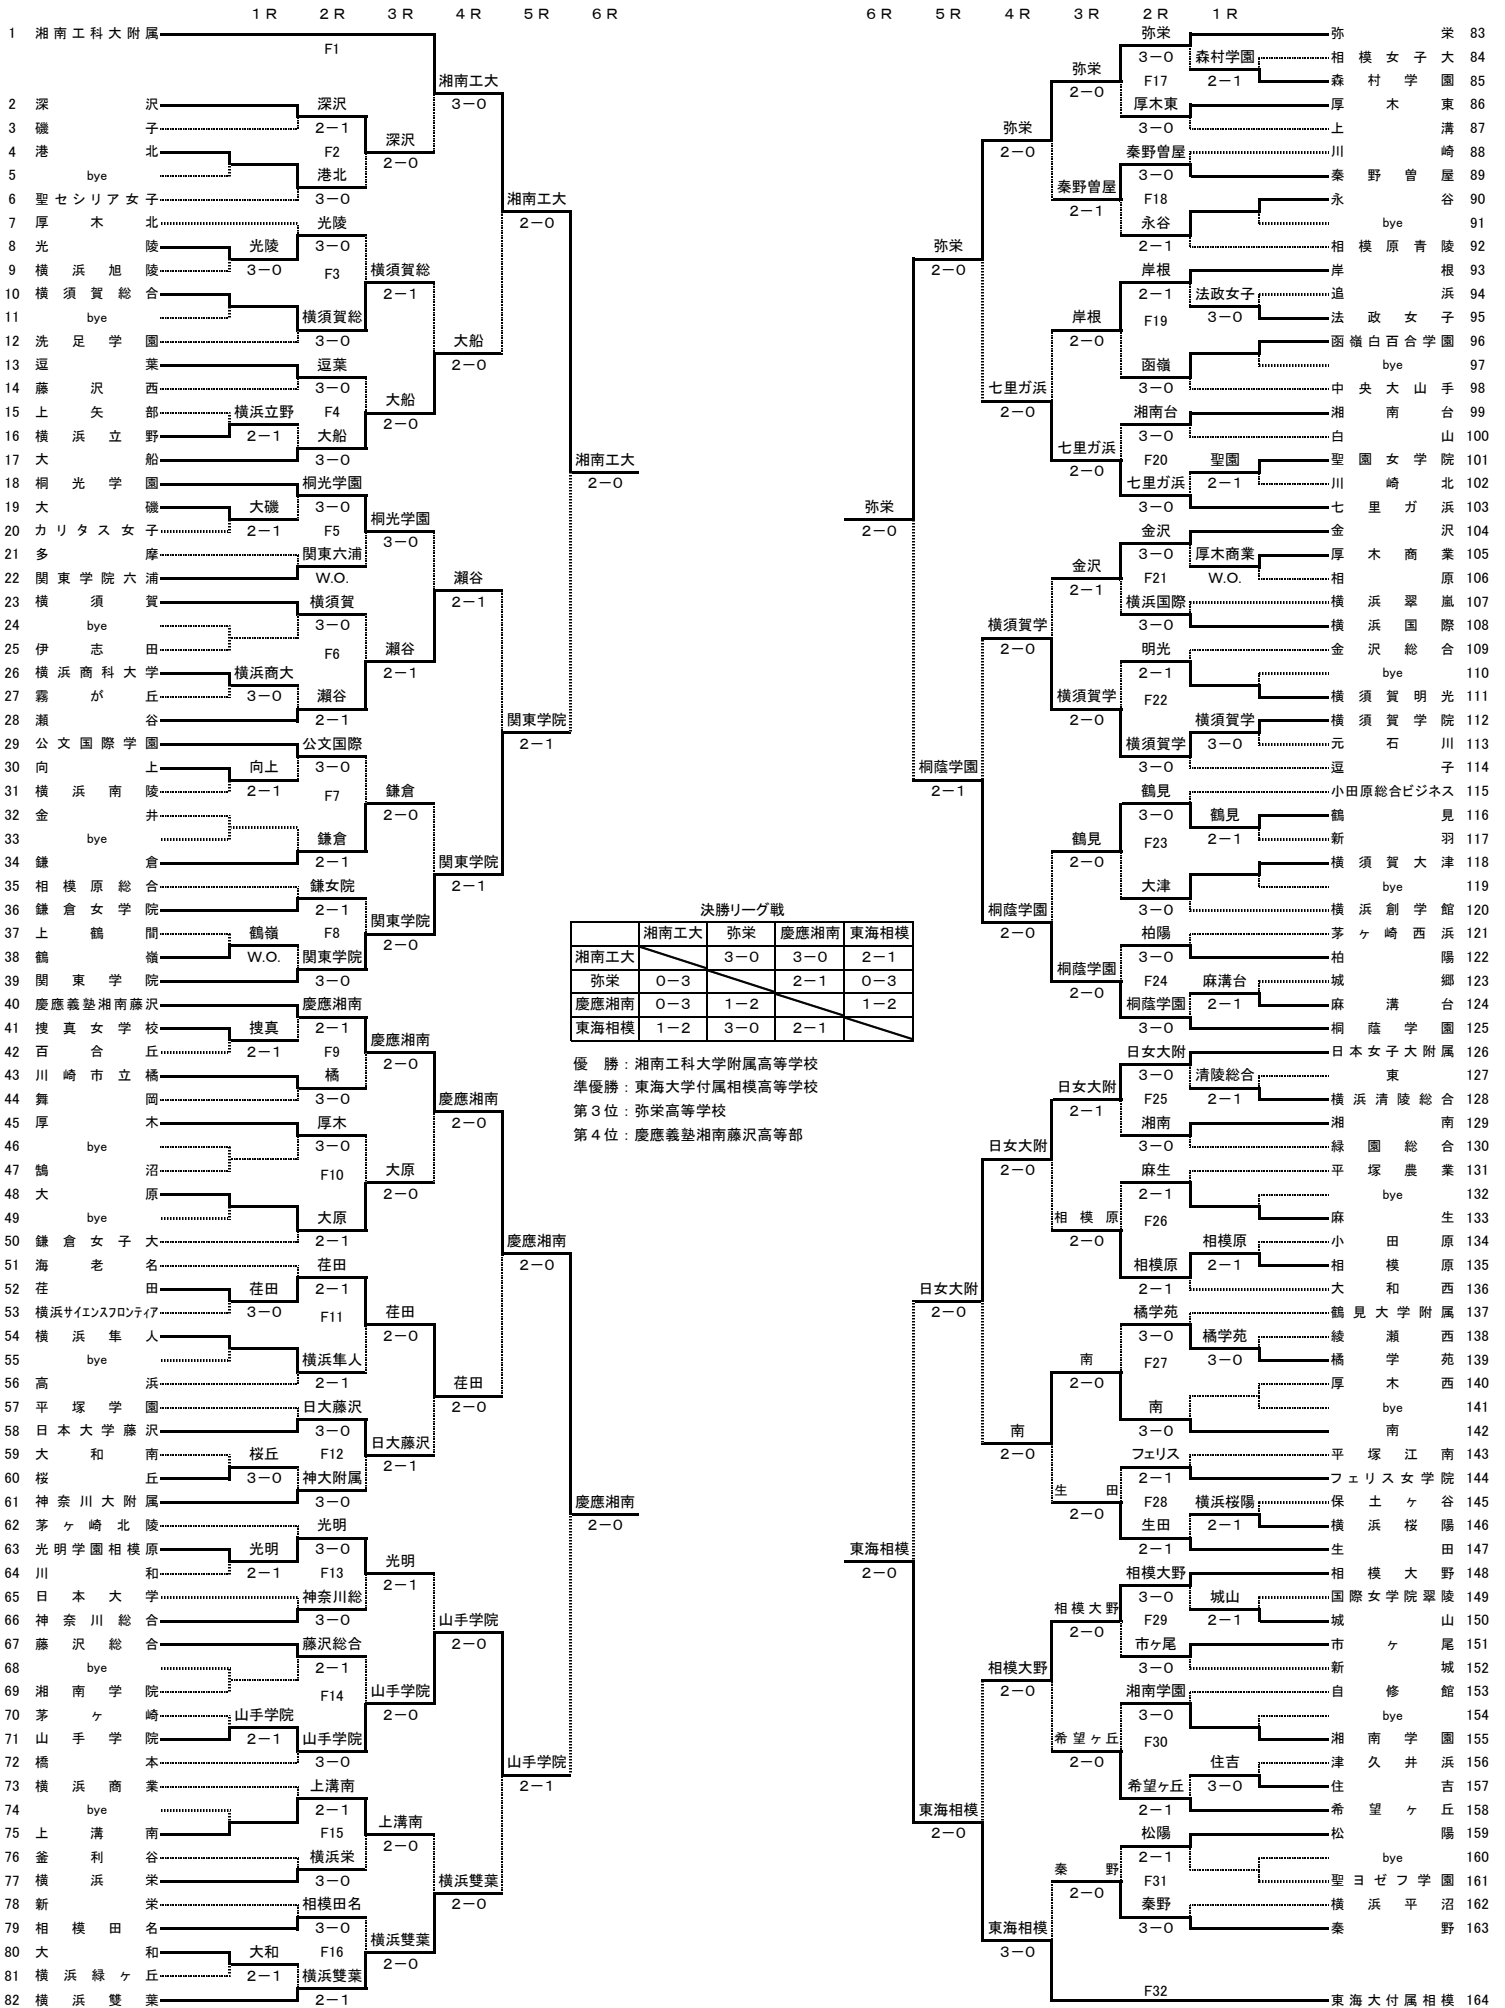 1R 2R 3R 4R 5R 6R
1 湘南工科大附属
F1
湘南工大
3－0
2 深沢
深沢
3 磯子
2－1
深沢
4 港北
F2
2－0
5 bye
港北
6 聖セシリア女子
3－0
湘南工大
2－0
7 厚木北
光陵
8 光陵
光陵
3－0
9 横浜旭陵
3－0
F3
横須賀総
10 横須賀総合
2－1
11 bye
横須賀総
12 洗足学園
3－0
大船
2－0
13 逗葉
逗葉
14 藤沢西
3－0
大船
15 上矢部
横浜立野
F4
2－0
16 横浜立野
2－1
大船
17 大船
3－0
湘南工大
2－0
18 桐光学園
桐光学園
19 大磯
大磯
3－0
桐光学園
20 カリタス女子
2－1
F5
3－0
21 多摩
関東六浦
22 関東学院六浦
W.O.
瀬谷
2－1
23 横須賀
横須賀
24 bye
3－0
25 伊志田
F6
瀬谷
26 横浜商科大学
横浜商大
2－1
27 霧が丘
3－0
瀬谷
28 瀬谷
2－1
関東学院
2－1
29 公文国際学園
公文国際
30 向上
向上
3－0
31 横浜南陵
2－1
F7
鎌倉
32 金井
2－0
33 bye
鎌倉
34 鎌倉
2－1
関東学院
2－1
35 相模原総合
鎌女院
36 鎌倉女学院
2－1
関東学院
37 上鶴間
鶴嶺
F8
2－0
38 鶴嶺
W.O.
関東学院
39 関東学院
3－0
40 慶應義塾湘南藤沢
慶應湘南
41 捜真女学校
捜真
2－1
慶應湘南
42 百合丘
2－1
F9
2－0
43 川崎市立橘
橘
44 舞岡
3－0
慶應湘南
2－0
45 厚木
厚木
46 bye
3－0
47 鵠沼
F10
大原
48 大原
2－0
49 bye
大原
50 鎌倉女子大
2－1
慶應湘南
2－0
51 海老名
荏田
52 荏田
荏田
2－1
53 横浜サイエンスフロンティア
3－0
F11
荏田
54 横浜隼人
2－0
55 bye
横浜隼人
56 高浜
2－1
荏田
2－0
57 平塚学園
日大藤沢
58 日本大学藤沢
3－0
日大藤沢
59 大和南
桜丘
F12
2－1
60 桜丘
3－0
神大附属
61 神奈川大附属
3－0
慶應湘南
2－0
62 茅ヶ崎北陵
光明
63 光明学園相模原
光明
3－0
光明
64 川和
2－1
F13
2－1
65 日本大学
神奈川総
66 神奈川総合
3－0
山手学院
2－0
67 藤沢総合
藤沢総合
68 bye
2－1
69 湘南学院
F14
山手学院
70 茅ヶ崎
山手学院
2－0
71 山手学院
2－1
山手学院
72 橋本
3－0
山手学院
2－1
73 横浜商業
上溝南
74 bye
2－1
上溝南
75 上溝南
F15
2－0
76 釜利谷
横浜栄
77 横浜栄
3－0
横浜雙葉
2－0
78 新栄
相模田名
79 相模田名
3－0
横浜雙葉
80 大和
大和
F16
2－0
81 横浜緑ヶ丘
2－1
横浜雙葉
82 横浜雙葉
2－1
決勝リーグ戦
湘南工大 弥栄 慶應湘南 東海相模
湘南工大 3－0 3－0 2－1
弥栄 0－3 2－1 0－3
慶應湘南 0－3 1－2 1－2
東海相模 1－2 3－0 2－1
優　勝：湘南工科大学附属高等学校
準優勝：東海大学付属相模高等学校
第３位：弥栄高等学校
第４位：慶應義塾湘南藤沢高等部
6R 5R 4R 3R 2R 1R
弥栄
弥栄 83
3－0
森村学園
相模女子大 84
弥栄
2－0
F17
2－1
森村学園 85
厚木東
厚木東 86
3－0
上溝 87
弥栄
2－0
秦野曽屋
川崎 88
3－0
秦野曽屋 89
秦野曽屋
2－1
F18
永谷 90
永谷
bye 91
2－1
相模原青陵 92
弥栄
2－0
岸根
岸根 93
2－1
法政女子
追浜 94
岸根
2－0
F19
3－0
法政女子 95
函嶺白百合学園 96
函嶺
bye 97
3－0
中央大山手 98
七里ガ浜
2－0
湘南台
湘南台 99
3－0
白山 100
七里ガ浜
2－0
F20
聖園
聖園女学院 101
七里ガ浜
2－1
川崎北 102
3－0
七里ガ浜 103
弥栄
2－0
金沢
金沢 104
3－0
厚木商業
厚木商業 105
金沢
2－1
F21
W.O.
相原 106
横浜国際
横浜翠嵐 107
3－0
横浜国際 108
横須賀学
2－0
明光
金沢総合 109
2－1
bye 110
横須賀学
2－0
F22
横須賀明光 111
横須賀学
横須賀学院 112
横須賀学
3－0
元石川 113
3－0
逗子 114
桐蔭学園
2－1
鶴見
小田原総合ビジネス 115
3－0
鶴見
鶴見 116
鶴見
2－0
F23
2－1
新羽 117
横須賀大津 118
大津
bye 119
3－0
横浜創学館 120
桐蔭学園
2－0
柏陽
茅ヶ崎西浜 121
3－0
柏陽 122
桐蔭学園
2－0
F24
麻溝台
城郷 123
桐蔭学園
2－1
麻溝台 124
3－0
桐蔭学園 125
日女大附
日本女子大附属 126
3－0
清陵総合
東 127
日女大附
2－1
F25
2－1
横浜清陵総合 128
湘南
湘南 129
3－0
緑園総合 130
日女大附
2－0
麻生
平塚農業 131
2－1
bye 132
相模原
2－0
F26
麻生 133
相模原
小田原 134
相模原
2－1
相模原 135
2－1
大和西 136
日女大附
2－0
橘学苑
鶴見大学附属 137
3－0
橘学苑
綾瀬西 138
南
2－0
F27
3－0
橘学苑 139
厚木西 140
南
bye 141
3－0
南 142
南
2－0
フェリス
平塚江南 143
2－1
フェリス女学院 144
生田
2－0
F28
横浜桜陽
保土ヶ谷 145
生田
2－1
横浜桜陽 146
2－1
生田 147
東海相模
2－0
相模大野
相模大野 148
3－0
城山
国際女学院翠陵 149
相模大野
2－0
F29
2－1
城山 150
市ヶ尾
市ヶ尾 151
3－0
新城 152
相模大野
2－0
湘南学園
自修館 153
3－0
bye 154
希望ヶ丘
2－0
F30
湘南学園 155
住吉
津久井浜 156
希望ヶ丘
3－0
住吉 157
2－1
希望ヶ丘 158
東海相模
2－0
松陽
松陽 159
2－1
bye 160
秦野
2－0
F31
聖ヨゼフ学園 161
秦野
横浜平沼 162
3－0
秦野 163
東海相模
3－0
F32
東海大付属相模 164